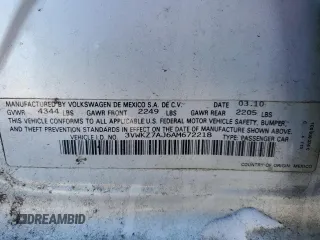 MANUFACTURED BY VOLKSWAGEN DE MEXICO S.A. DE C.V. DATE 03.10
GVWR 4344 LBS GAWR FRONT 2249 LBS GAWR REAR 2205 LBS
THIS VEHICLE CONFORMS TO ALL APPLICABLE U.S. FEDERAL MOTOR VEHICLE SAFETY, BUMPER,
AND THEFT PREVENTION STANDARDS IN EFFECT ON THE DATE OF MANUFACTURE SHOWN ABOVE.
VEHICLE I.D. NO. 3VWKZ7AJ6AM672218 TYPE: PASSENGER CAR
COUNTRY OF ORIGIN: MEXICO
DREAMBID